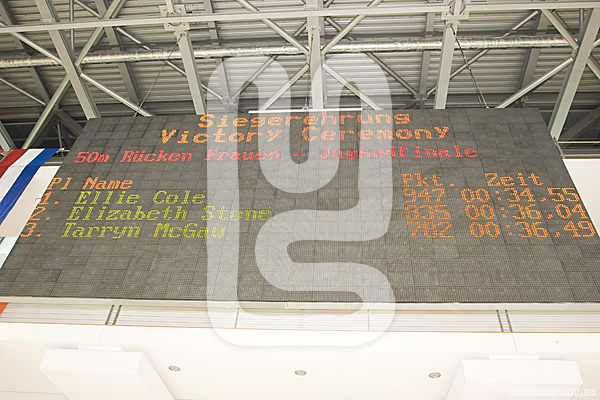 Siegerehrung
Victory Ceremony
50m Rücken Frauen - Jugendfinale
Pl Name Pkt. Zeit
1. Ellie Cole 947 00:34,55
2. Elizabeth Stone 835 00:36,04
3. Tarryn McGaw 782 00:36,49